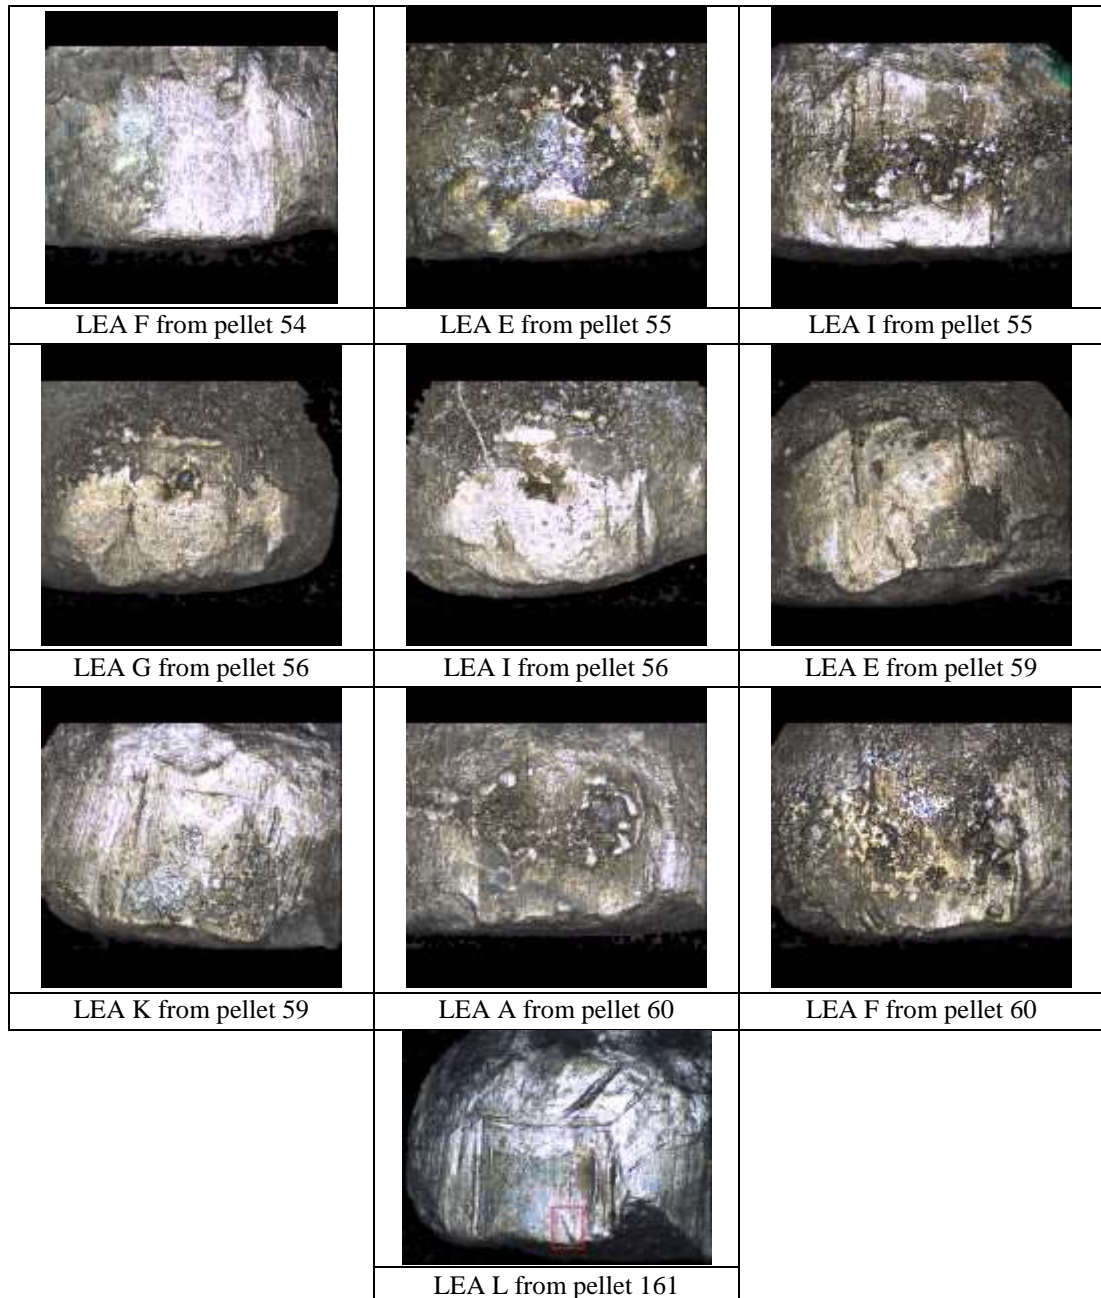 LEA F from pellet 54
LEA E from pellet 55
LEA I from pellet 55
LEA G from pellet 56
LEA I from pellet 56
LEA E from pellet 59
LEA K from pellet 59
LEA A from pellet 60
LEA F from pellet 60
LEA L from pellet 161